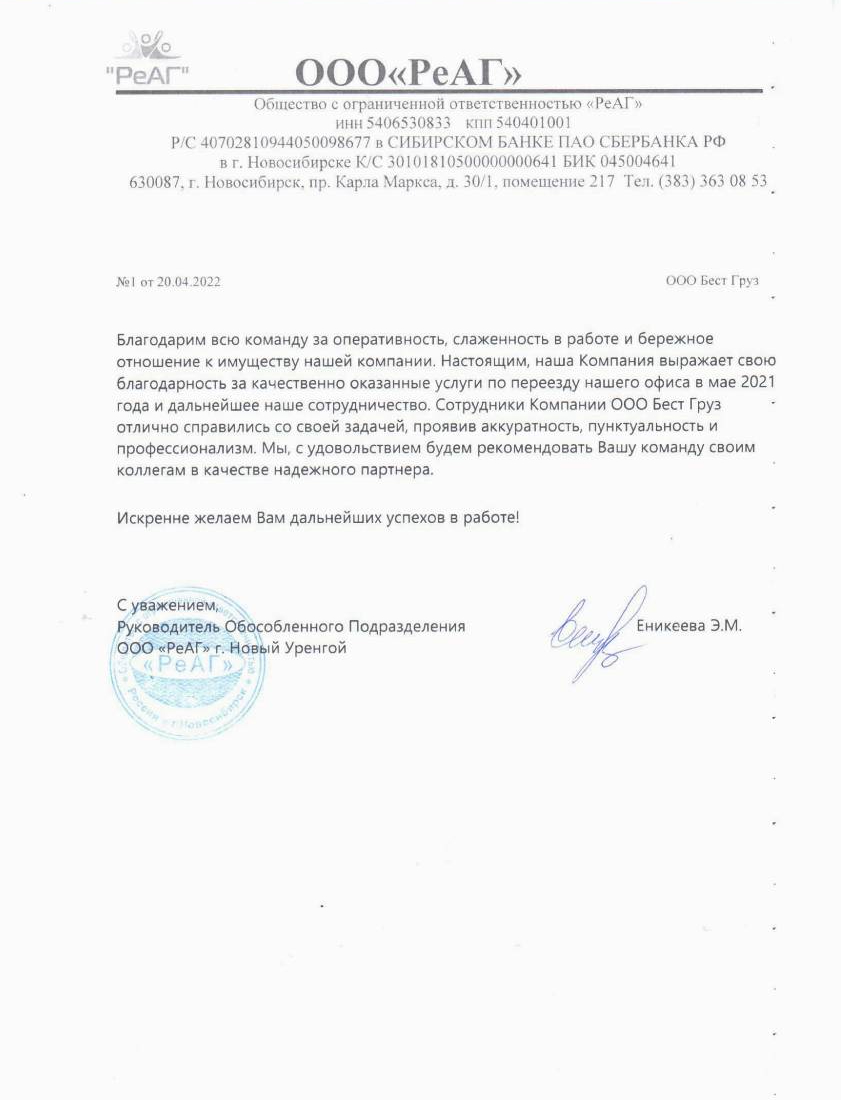 "РеАГ"
ООО«РеАГ»
Общество с ограниченной ответственностью «РеАГ»
ИНН 5406530833 КПП 540401001
Р/С 40702810944050098677 в СИБИРСКОМ БАНКЕ ПАО СБЕРБАНКА РФ
в г. Новосибирске К/С 30101810500000000641 БИК 045004641
630087, г. Новосибирск, пр. Карла Маркса, д. 30/1, помещение 217 Тел. (383) 363 08 53
№1 от 20.04.2022 ООО Бест Груз
Благодарим всю команду за оперативность, слаженность в работе и бережное
отношение к имуществу нашей компании. Настоящим, наша Компания выражает свою
благодарность за качественно оказанные услуги по переезду нашего офиса в мае 2021
года и дальнейшее наше сотрудничество. Сотрудники Компании ООО Бест Груз
отлично справились со своей задачей, проявив аккуратность, пунктуальность и
профессионализм. Мы, с удовольствием будем рекомендовать Вашу команду своим
коллегам в качестве надежного партнера.
Искренне желаем Вам дальнейших успехов в работе!
С уважением,
Руководитель Обособленного Подразделения Еникеева Э.М.
ООО «РеАГ» г. Новый Уренгой
«РеАГ»
Россия г.Новосибирск